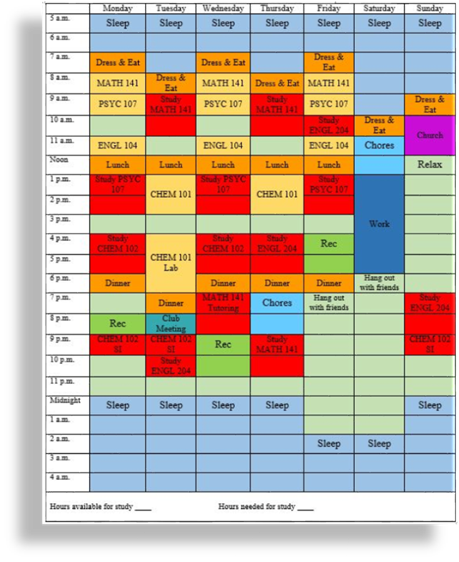 Monday Tuesday Wednesday Thursday Friday Saturday Sunday
5 a.m. Sleep Sleep Sleep Sleep Sleep Sleep Sleep
6 a.m.
7 a.m. Dress & Eat Dress & Eat Dress & Eat
8 a.m. MATH 141 Dress & Eat MATH 141 Dress & Eat MATH 141
9 a.m. PSYC 107 Study MATH 141 PSYC 107 Study MATH 141 PSYC 107 Dress & Eat
10 a.m. Study ENGL 204 Dress & Eat Church
11 a.m. ENGL 104 ENGL 104 ENGL 104 Chores
Noon Lunch Lunch Lunch Lunch Lunch Relax
1 p.m. Study PSYC 107 CHEM 101 Study PSYC 107 CHEM 101 Study PSYC 107 Work
2 p.m.
3 p.m.
4 p.m. Study CHEM 102 CHEM 101 Lab Study CHEM 102 Study ENGL 204 Rec
5 p.m.
6 p.m. Dinner Dinner Dinner Dinner Hang out with friends
7 p.m. Dinner MATH 141 Tutoring Chores Hang out with friends Study ENGL 204
8 p.m. Rec Club Meeting
9 p.m. CHEM 102 SI CHEM 102 SI Rec Study MATH 141 CHEM 102 SI
10 p.m. Study ENGL 204
11 p.m.
Midnight Sleep Sleep Sleep Sleep Sleep
1 a.m.
2 a.m. Sleep Sleep
3 a.m.
4 a.m.
Hours available for study ____ Hours needed for study ____